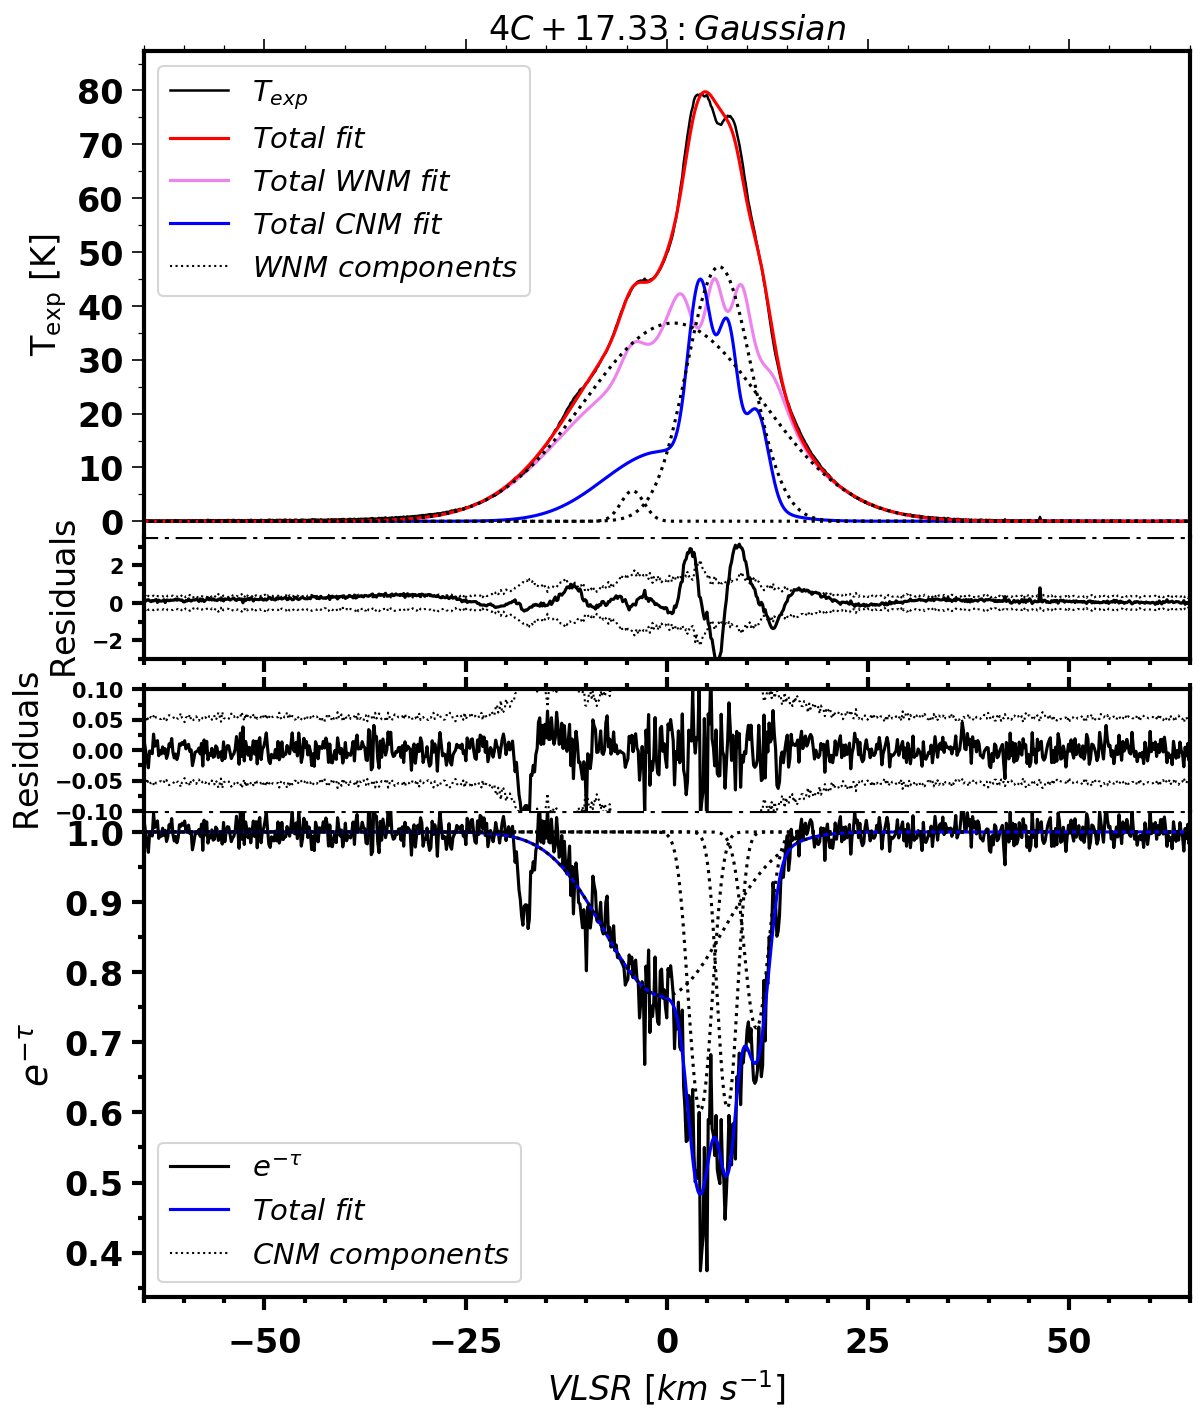 4C + 17.33 : Gaussian
T_exp
Total fit
Total WNM fit
Total CNM fit
WNM components
T_exp [K]
80
70
60
50
40
30
20
10
0
Residuals
2
0
−2
Residuals
0.10
0.05
0.00
−0.05
−0.10
e^−τ
1.0
0.9
0.8
0.7
0.6
0.5
0.4
e^−τ
Total fit
CNM components
−50 −25 0 25 50
VLSR [km s^−1]